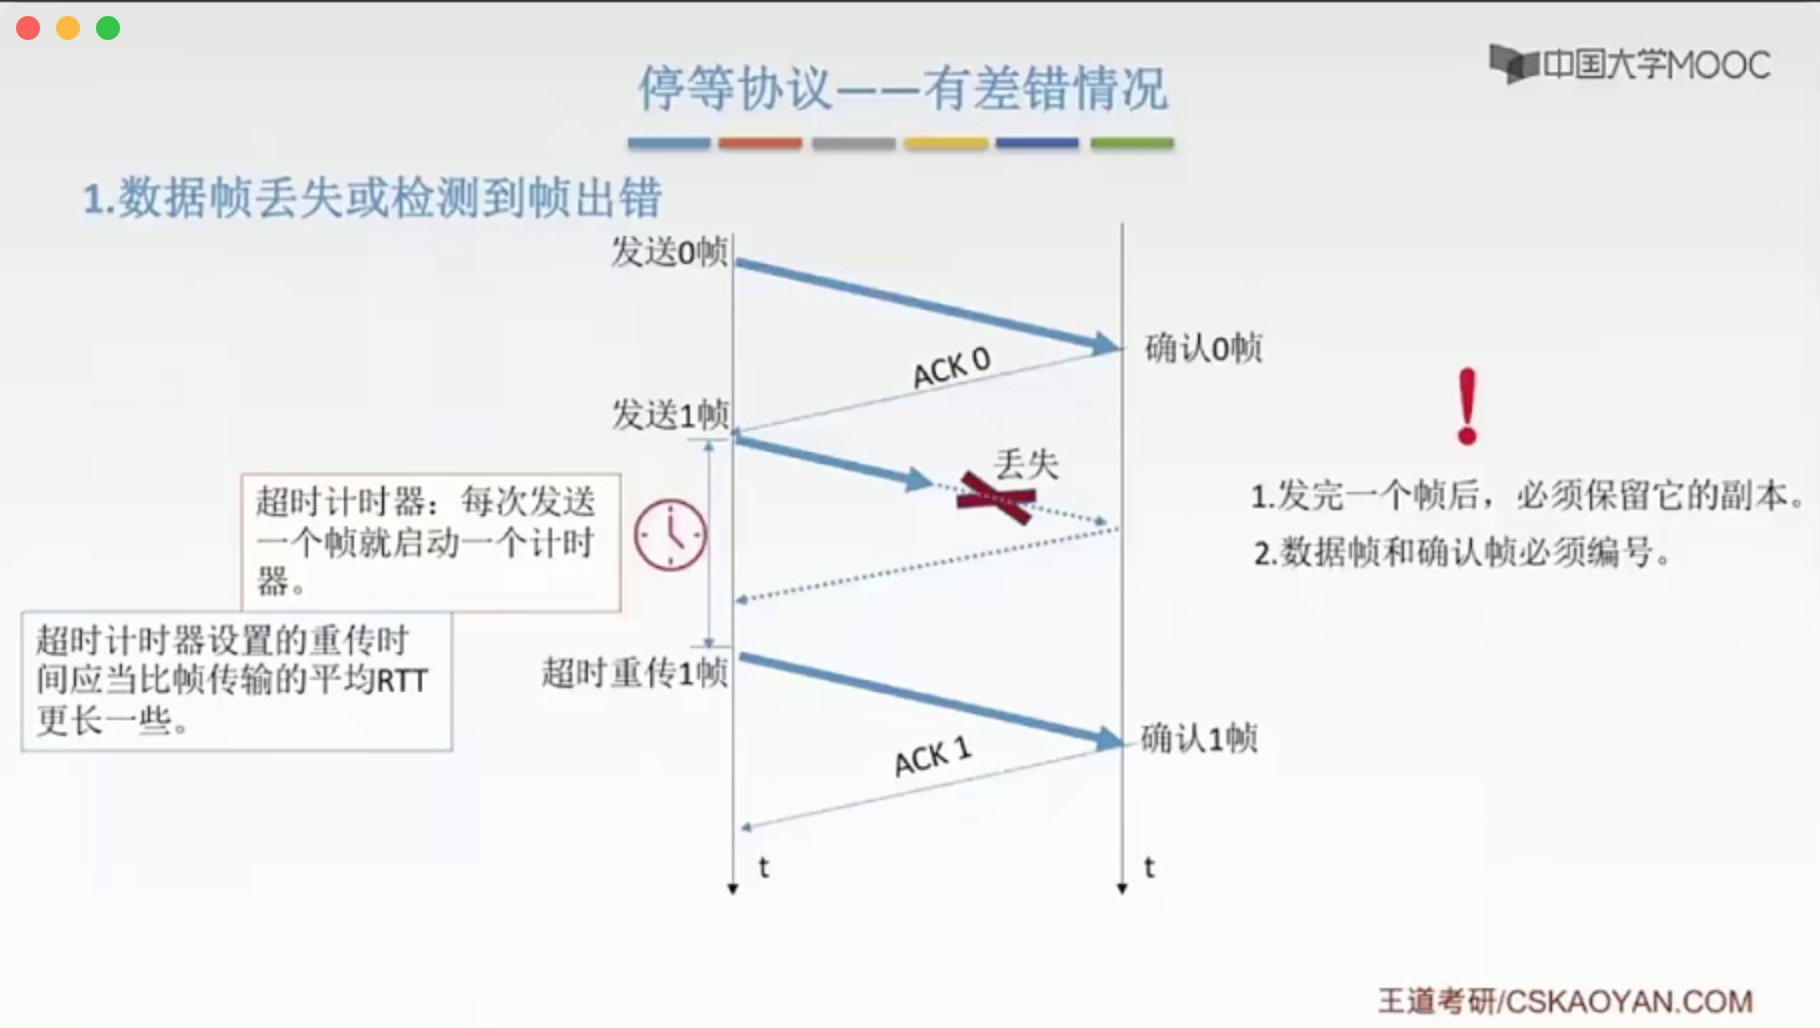 中国大学MOOC
停等协议——有差错情况
1.数据帧丢失或检测到帧出错
发送0帧
确认0帧
ACK 0
发送1帧
丢失
超时计时器：每次发送
一个帧就启动一个计时
器。
1.发完一个帧后，必须保留它的副本。
2.数据帧和确认帧必须编号。
超时计时器设置的重传时
间应当比帧传输的平均RTT
更长一些。
超时重传1帧
确认1帧
ACK 1
t
t
王道考研/CSKAOYAN.COM